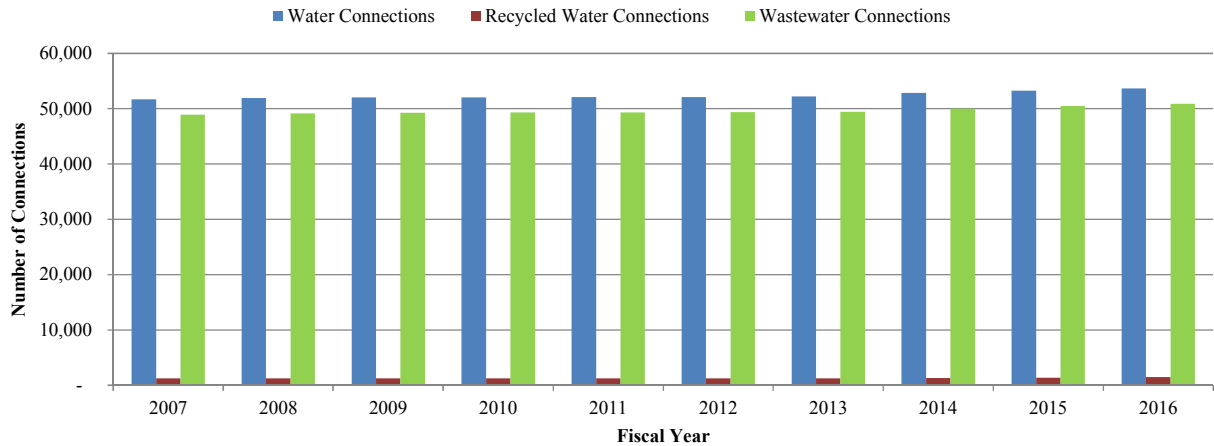 Water Connections Recycled Water Connections Wastewater Connections
60,000
50,000
40,000
30,000
20,000
10,000
-
Number of Connections
2007 2008 2009 2010 2011 2012 2013 2014 2015 2016
Fiscal Year